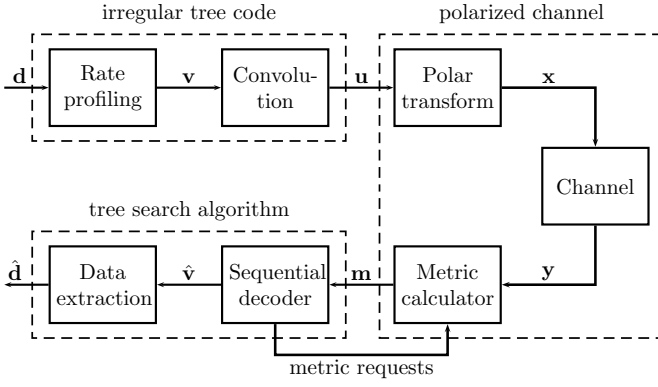 irregular tree code
polarized channel
d
Rate
profiling
v
Convolu-
tion
u
Polar
transform
x
Channel
tree search algorithm
d̂
Data
extraction
v̂
Sequential
decoder
m
Metric
calculator
y
metric requests